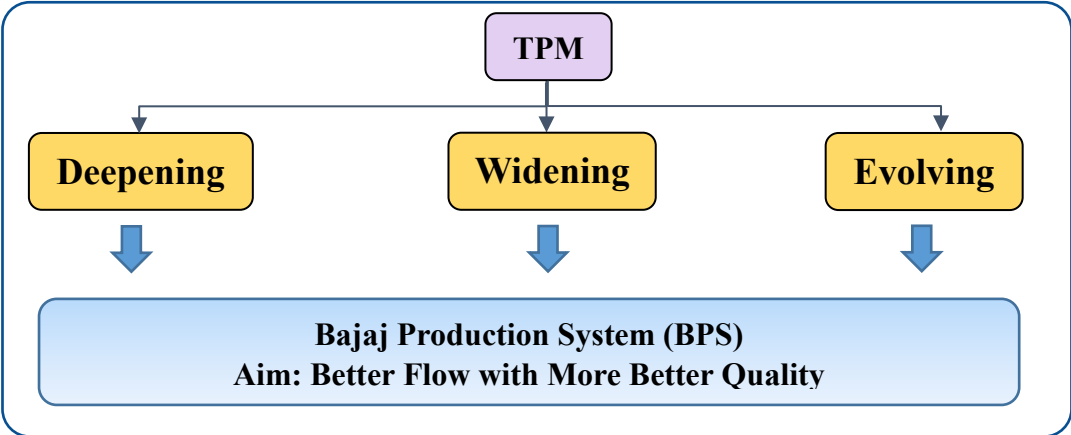 TPM
Deepening
Widening
Evolving
Bajaj Production System (BPS)
Aim: Better Flow with More Better Quality